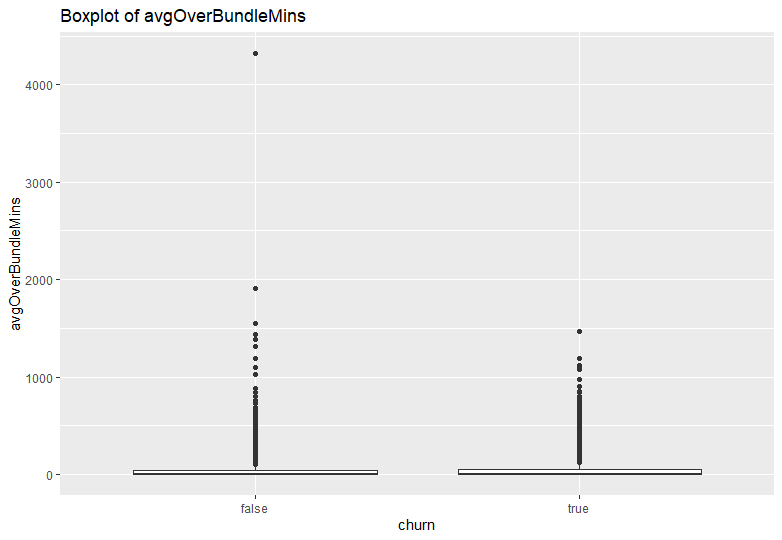 Boxplot of avgOverBundleMins
avgOverBundleMins
4000
3000
2000
1000
0
false
true
churn